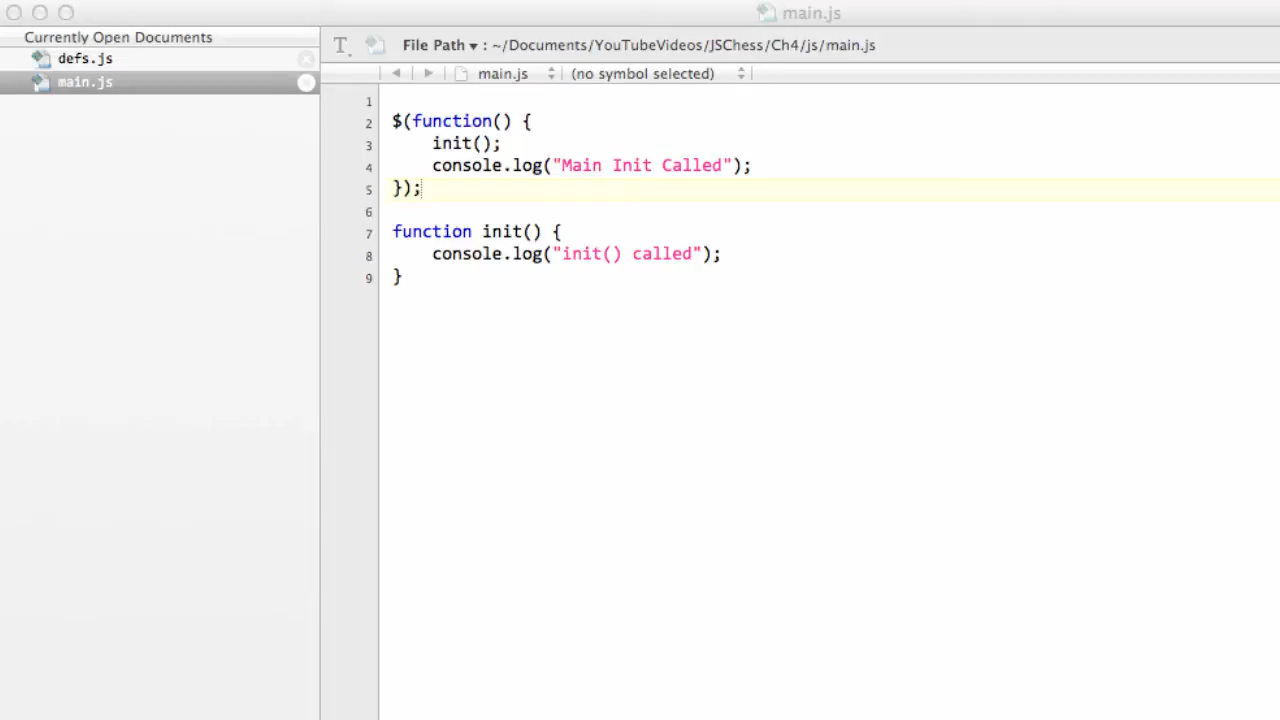 main.js
Currently Open Documents
defs.js
main.js
File Path ▾ : ~/Documents/YouTubeVideos/JSChess/Ch4/js/main.js
main.js (no symbol selected)
1
2 $(function() {
3 init();
4 console.log("Main Init Called");
5 });
6
7 function init() {
8 console.log("init() called");
9 }